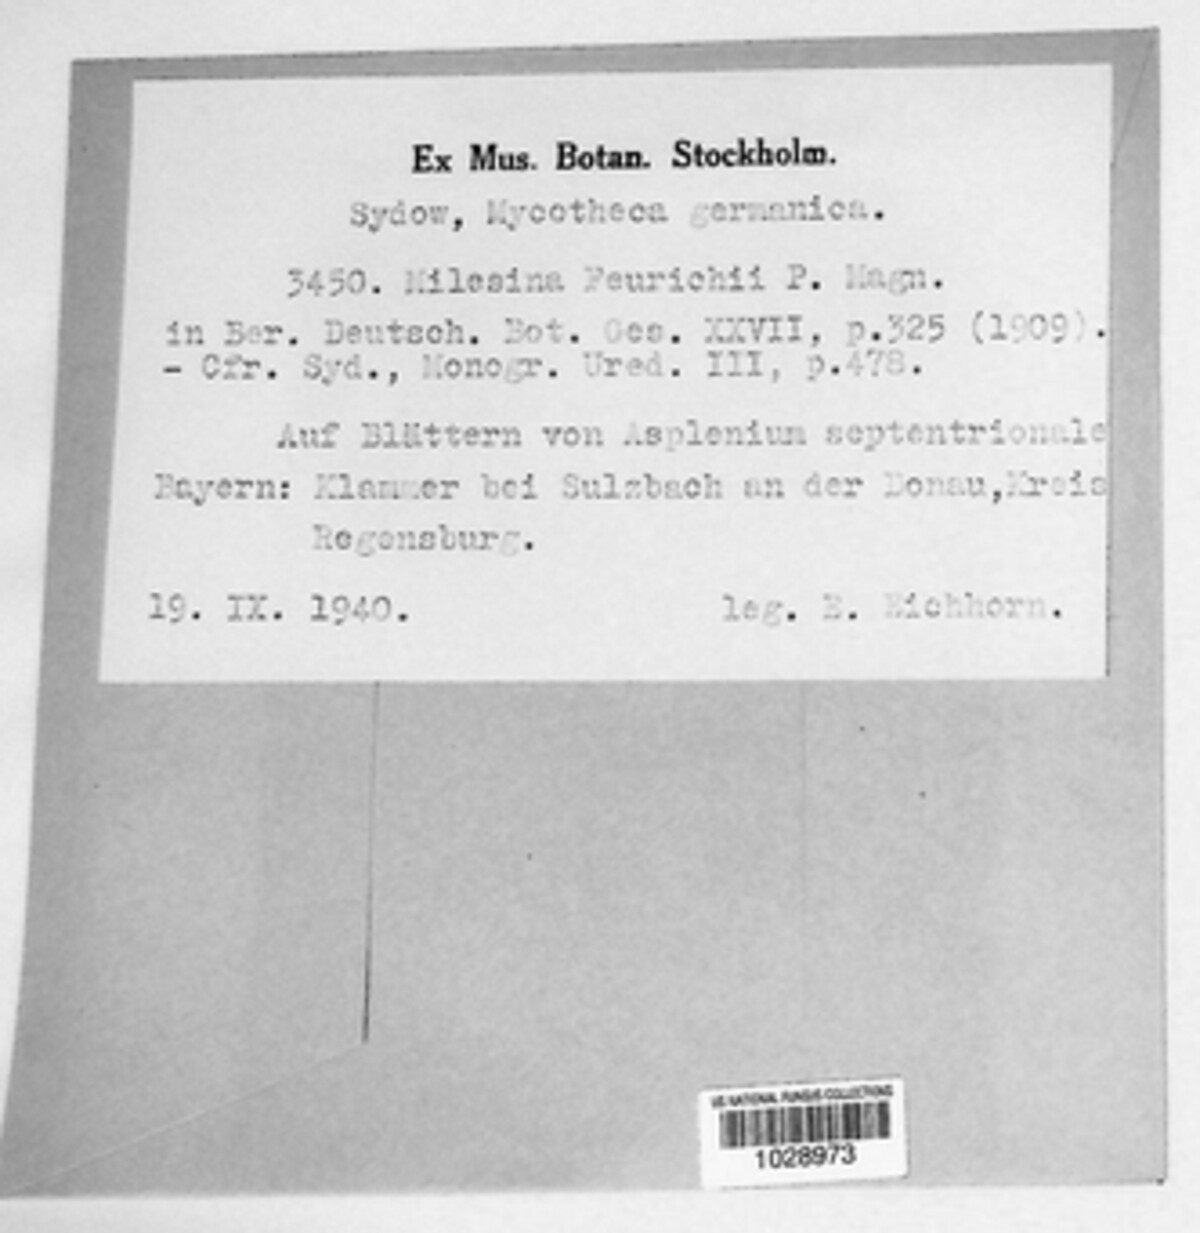 Ex Mus. Botan. Stockholm.
Sydow, Mycotheca germanica.
3450. Milesina Feurichii P. Magn.
in Ber. Deutsch. Bot. Ges. XXVII, p.325 (1909).
- Cfr. Syd., Monogr. Ured. III, p.478.
Auf Blättern von Asplenium septentrionale
Bayern: Klammer bei Sulzbach an der Donau,Kreis
Regensburg.
19. IX. 1940. leg. E. Eichhorn.
US NATIONAL FUNGUS COLLECTIONS
1028973